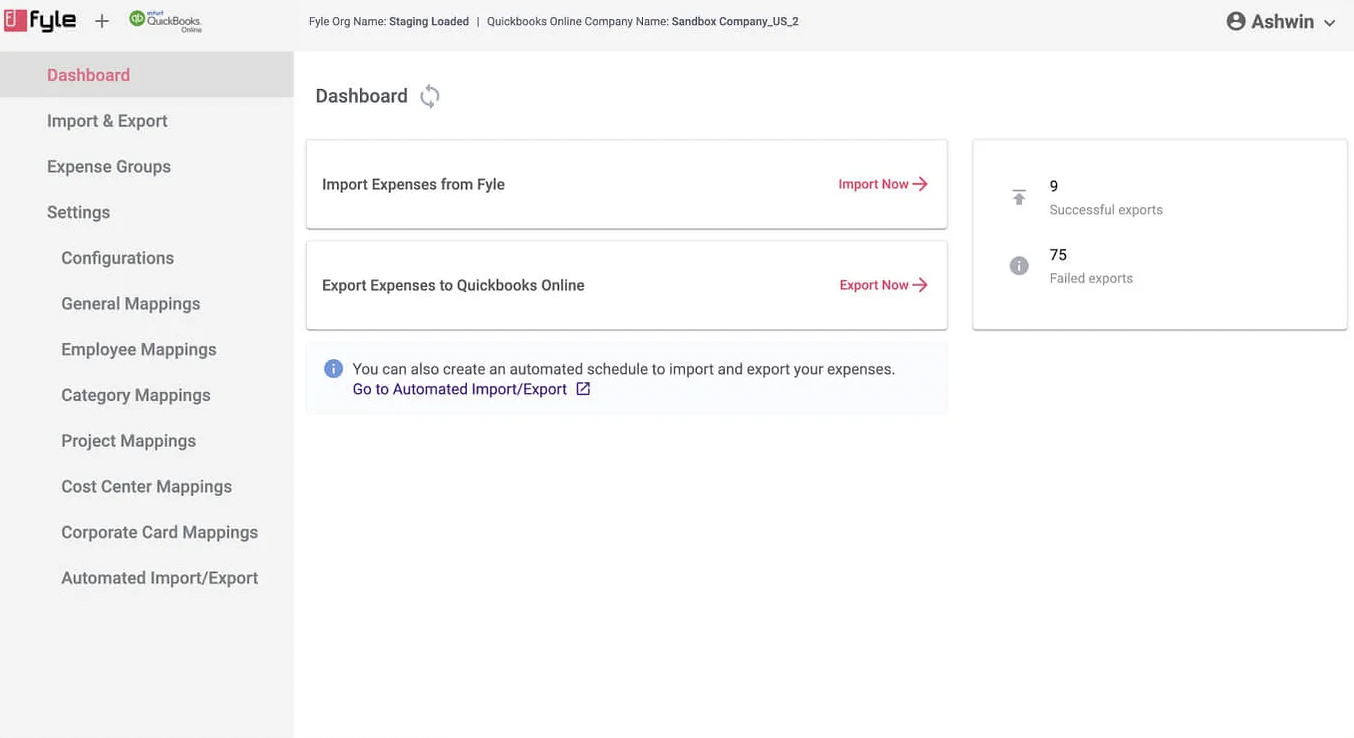 fyle + intuit QuickBooks. Online
Fyle Org Name: Staging Loaded | Quickbooks Online Company Name: Sandbox Company_US_2
Ashwin
Dashboard
Import & Export
Expense Groups
Settings
Configurations
General Mappings
Employee Mappings
Category Mappings
Project Mappings
Cost Center Mappings
Corporate Card Mappings
Automated Import/Export
Dashboard
Import Expenses from Fyle Import Now
Export Expenses to Quickbooks Online Export Now
You can also create an automated schedule to import and export your expenses.
Go to Automated Import/Export
9
Successful exports
75
Failed exports